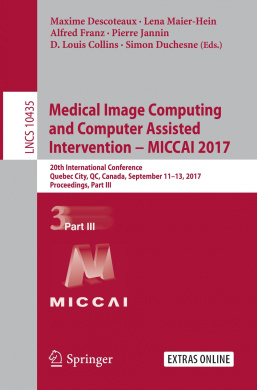 Maxime Descoteaux · Lena Maier-Hein
Alfred Franz · Pierre Jannin
D. Louis Collins · Simon Duchesne (Eds.)
LNCS 10435
Medical Image Computing
and Computer Assisted
Intervention – MICCAI 2017
20th International Conference
Quebec City, QC, Canada, September 11–13, 2017
Proceedings, Part III
3 Part III
MICCAI
Springer
EXTRAS ONLINE